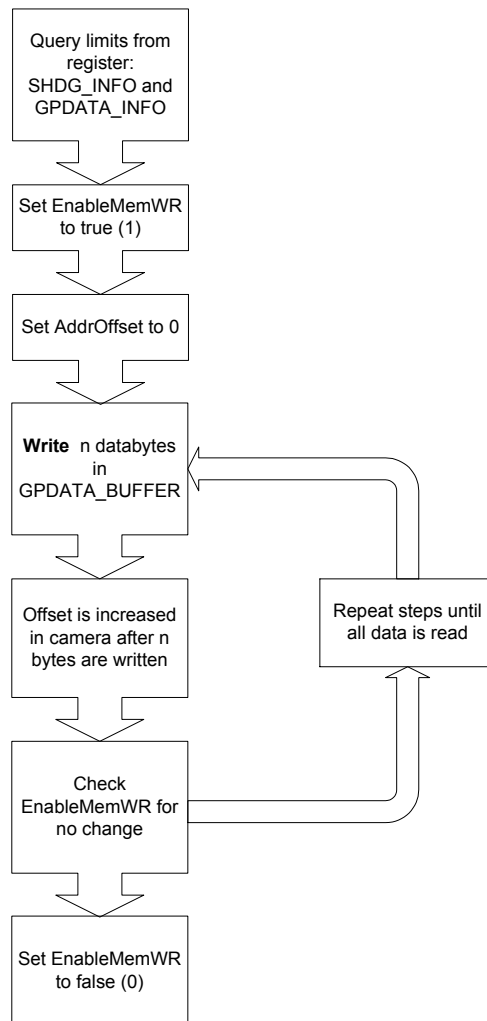 Query limits from
register:
SHDG_INFO and
GPDATA_INFO
Set EnableMemWR
to true (1)
Set AddrOffset to 0
Write n databytes
in
GPDATA_BUFFER
Offset is increased
in camera after n
bytes are written
Repeat steps until
all data is read
Check
EnableMemWR for
no change
Set EnableMemWR
to false (0)